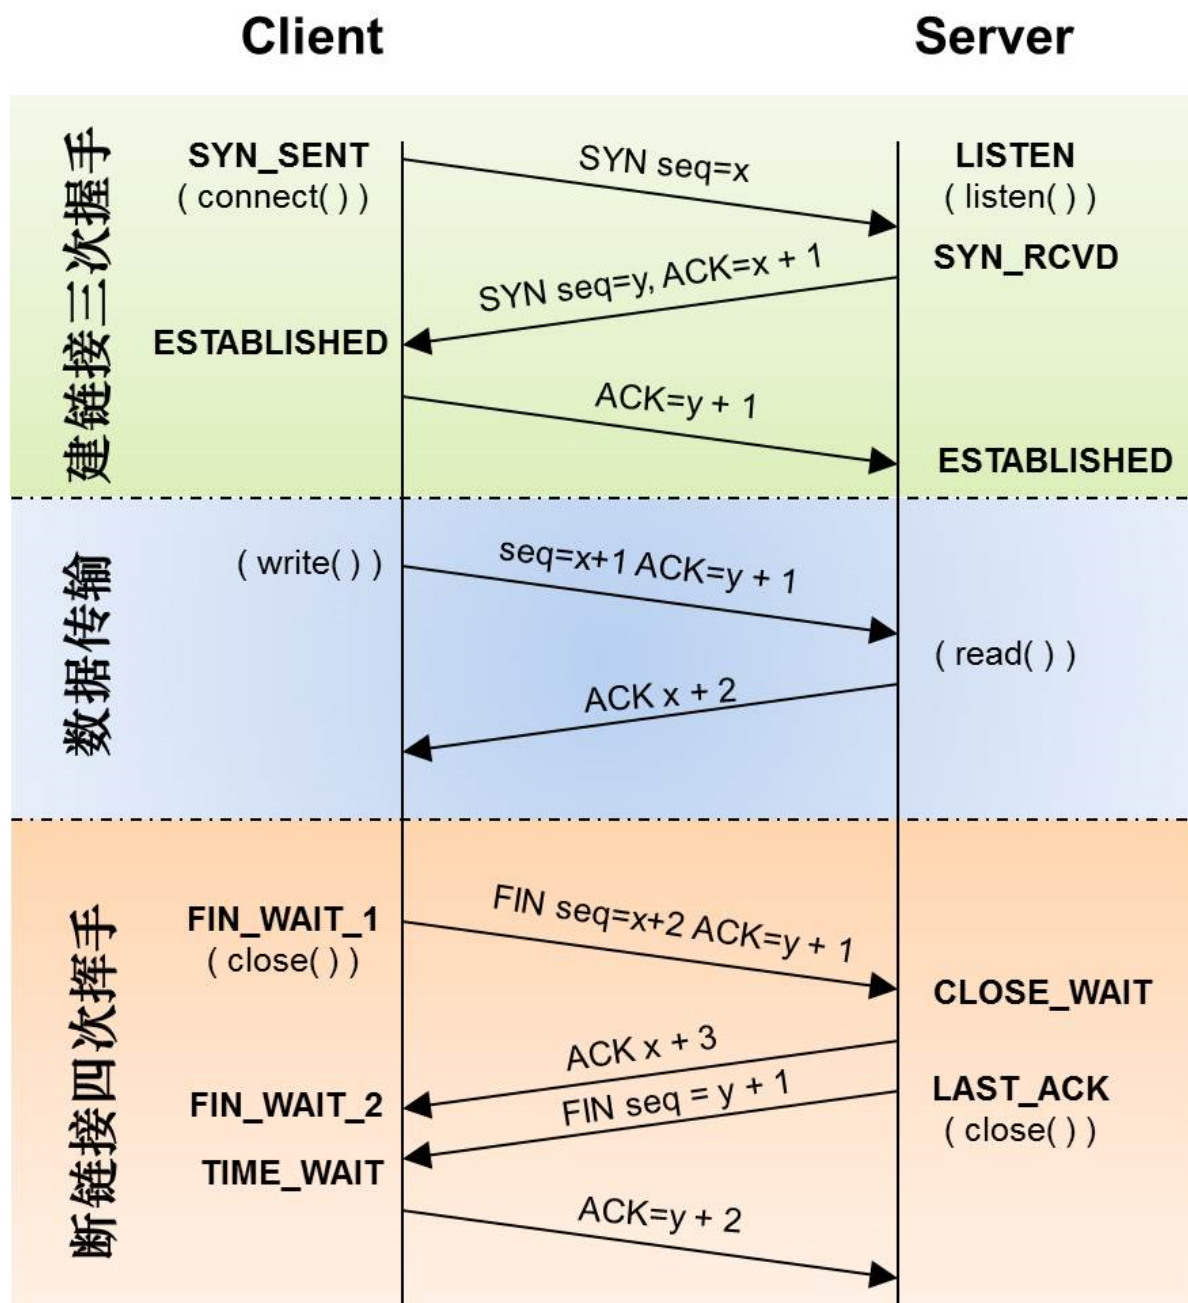 Client
Server
建链接三次握手
SYN_SENT
( connect( ) )
SYN seq=x
LISTEN
( listen( ) )
SYN_RCVD
SYN seq=y, ACK=x + 1
ESTABLISHED
ACK=y + 1
ESTABLISHED
数据传输
( write( ) )
seq=x+1 ACK=y + 1
( read( ) )
ACK x + 2
断链接四次挥手
FIN_WAIT_1
( close( ) )
FIN seq=x+2 ACK=y + 1
CLOSE_WAIT
ACK x + 3
FIN_WAIT_2
FIN seq = y + 1
LAST_ACK
( close( ) )
TIME_WAIT
ACK=y + 2